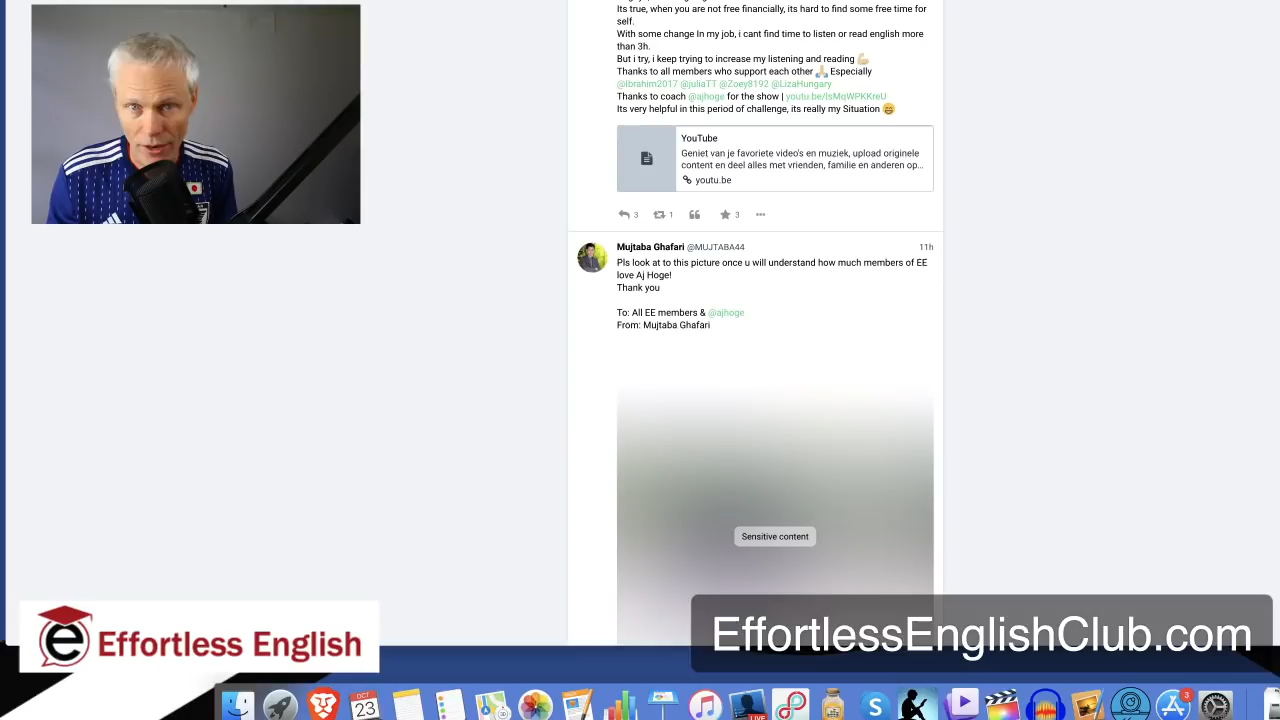 Its true, when you are not free financially, its hard to find some free time for
self.
With some change In my job, i cant find time to listen or read english more
than 3h.
But i try, i keep trying to increase my listening and reading 💪
Thanks to all members who support each other 🙏 Especially
@Ibrahim2017 @juliaTT @Zoey8192 @LizaHungary
Thanks to coach @ajhoge for the show | youtu.be/lsMqWPKKreU
Its very helpful in this period of challenge, its really my Situation 😄
YouTube
Geniet van je favoriete video's en muziek, upload originele
content en deel alles met vrienden, familie en anderen op...
youtu.be
3 1 3
Mujtaba Ghafari @MUJTABA44 11h
Pls look at to this picture once u will understand how much members of EE
love Aj Hoge!
Thank you
To: All EE members & @ajhoge
From: Mujtaba Ghafari
Sensitive content
e Effortless English
EffortlessEnglishClub.com
OCT
23
LIVE
3